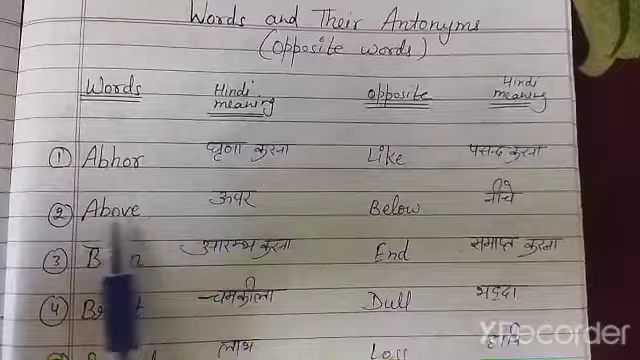 Words and Their Antonyms
(opposite words)
Words Hindi meaning opposite Hindi meaning
① Abhor घृणा करना Like पसन्द करना
② Above ऊपर Below नीचे
③ आरम्भ करना End समाप्त करना
④ चमकीला Dull भद्दा
लाभ Loss हानि
XRecorder